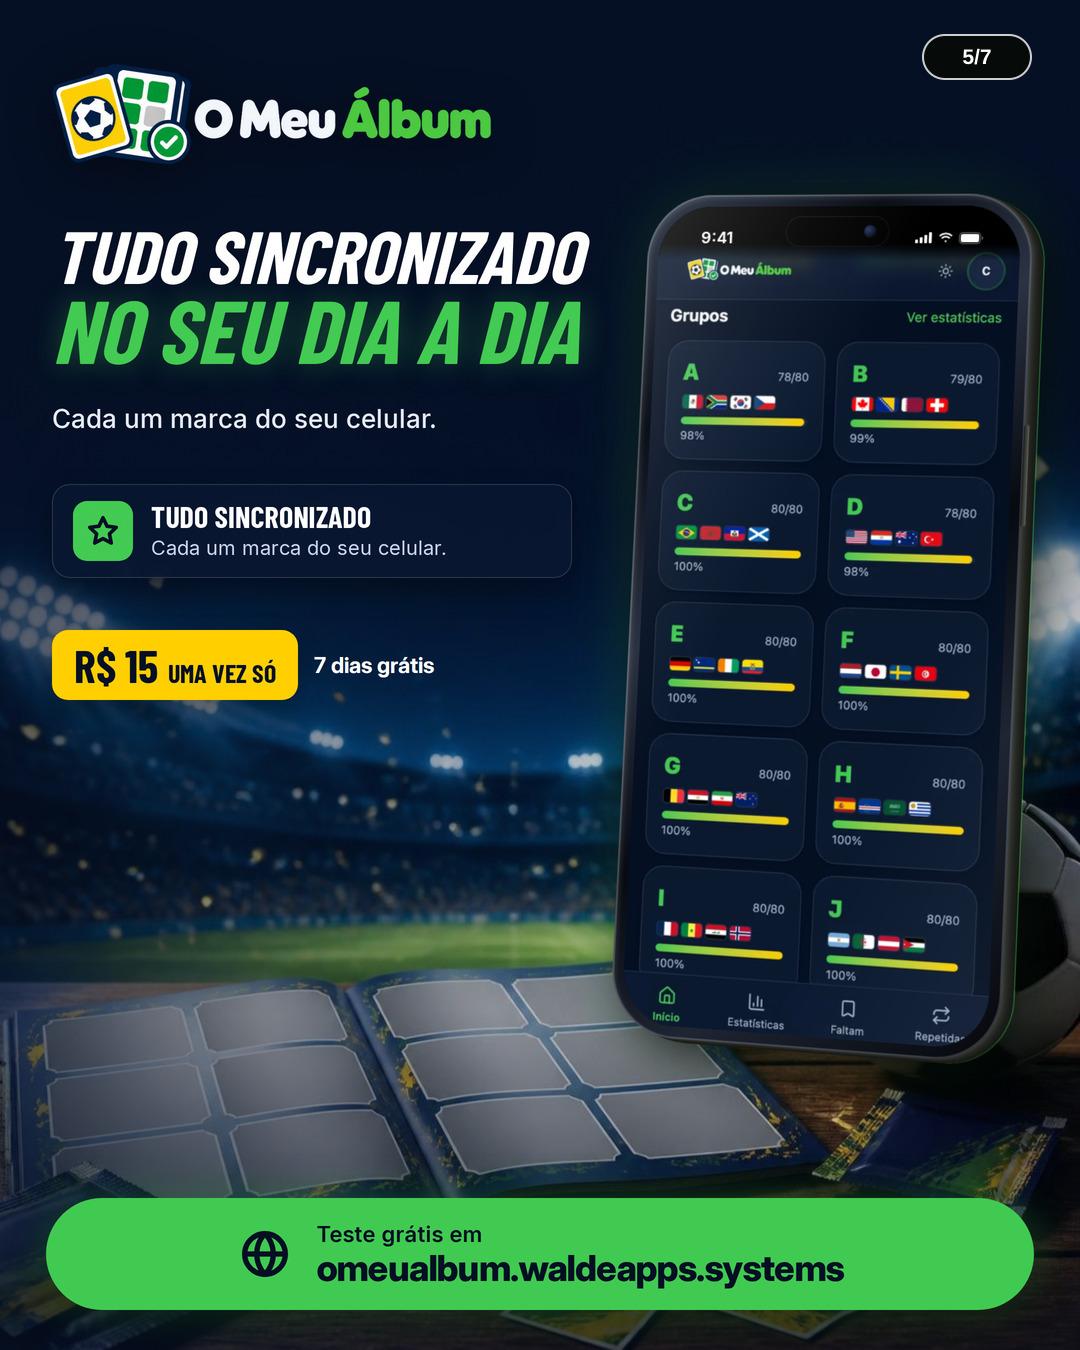 5/7
O Meu Álbum
TUDO SINCRONIZADO
NO SEU DIA A DIA
Cada um marca do seu celular.
TUDO SINCRONIZADO
Cada um marca do seu celular.
R$ 15 UMA VEZ SÓ
7 dias grátis
9:41
O Meu Álbum
C
Grupos
Ver estatísticas
A
78/80
98%
B
79/80
99%
C
80/80
100%
D
78/80
98%
E
80/80
100%
F
80/80
100%
G
80/80
100%
H
80/80
100%
I
80/80
100%
J
80/80
100%
Início
Estatísticas
Faltam
Repetidas
Teste grátis em
omeualbum.waldeapps.systems